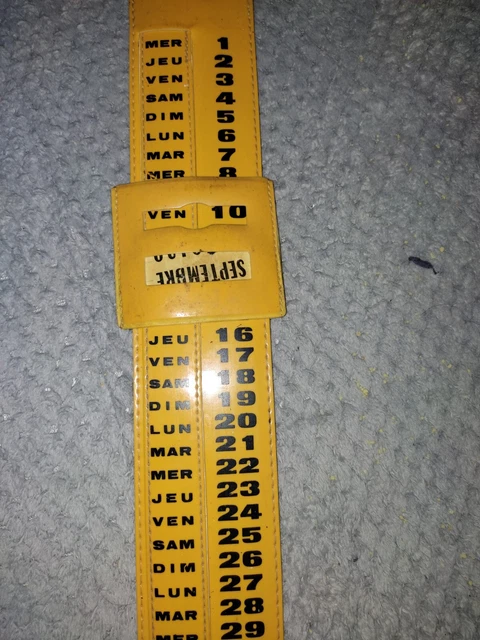 MER 1
JEU 2
VEN 3
SAM 4
DIM 5
LUN 6
MAR 7
MER 8
VEN 10
SEPTEMBRE
JEU 16
VEN 17
SAM 18
DIM 19
LUN 20
MAR 21
MER 22
JEU 23
VEN 24
SAM 25
DIM 26
LUN 27
MAR 28
MER 29